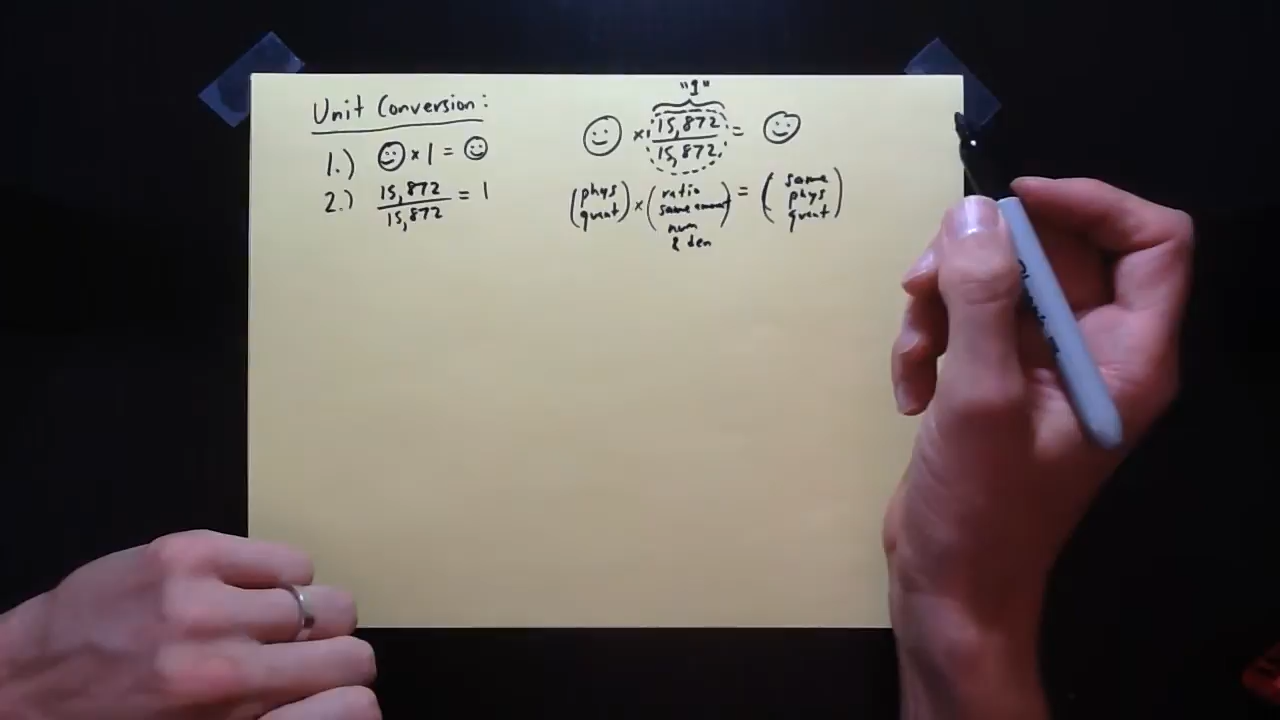 Unit Conversion:
1.) ☺ × 1 = ☺
2.) 15,872 / 15,872 = 1
"1"
☺ × 15,872 / 15,872 = ☺
(phys quant) × (ratio same amount num & den) = (same phys quant)